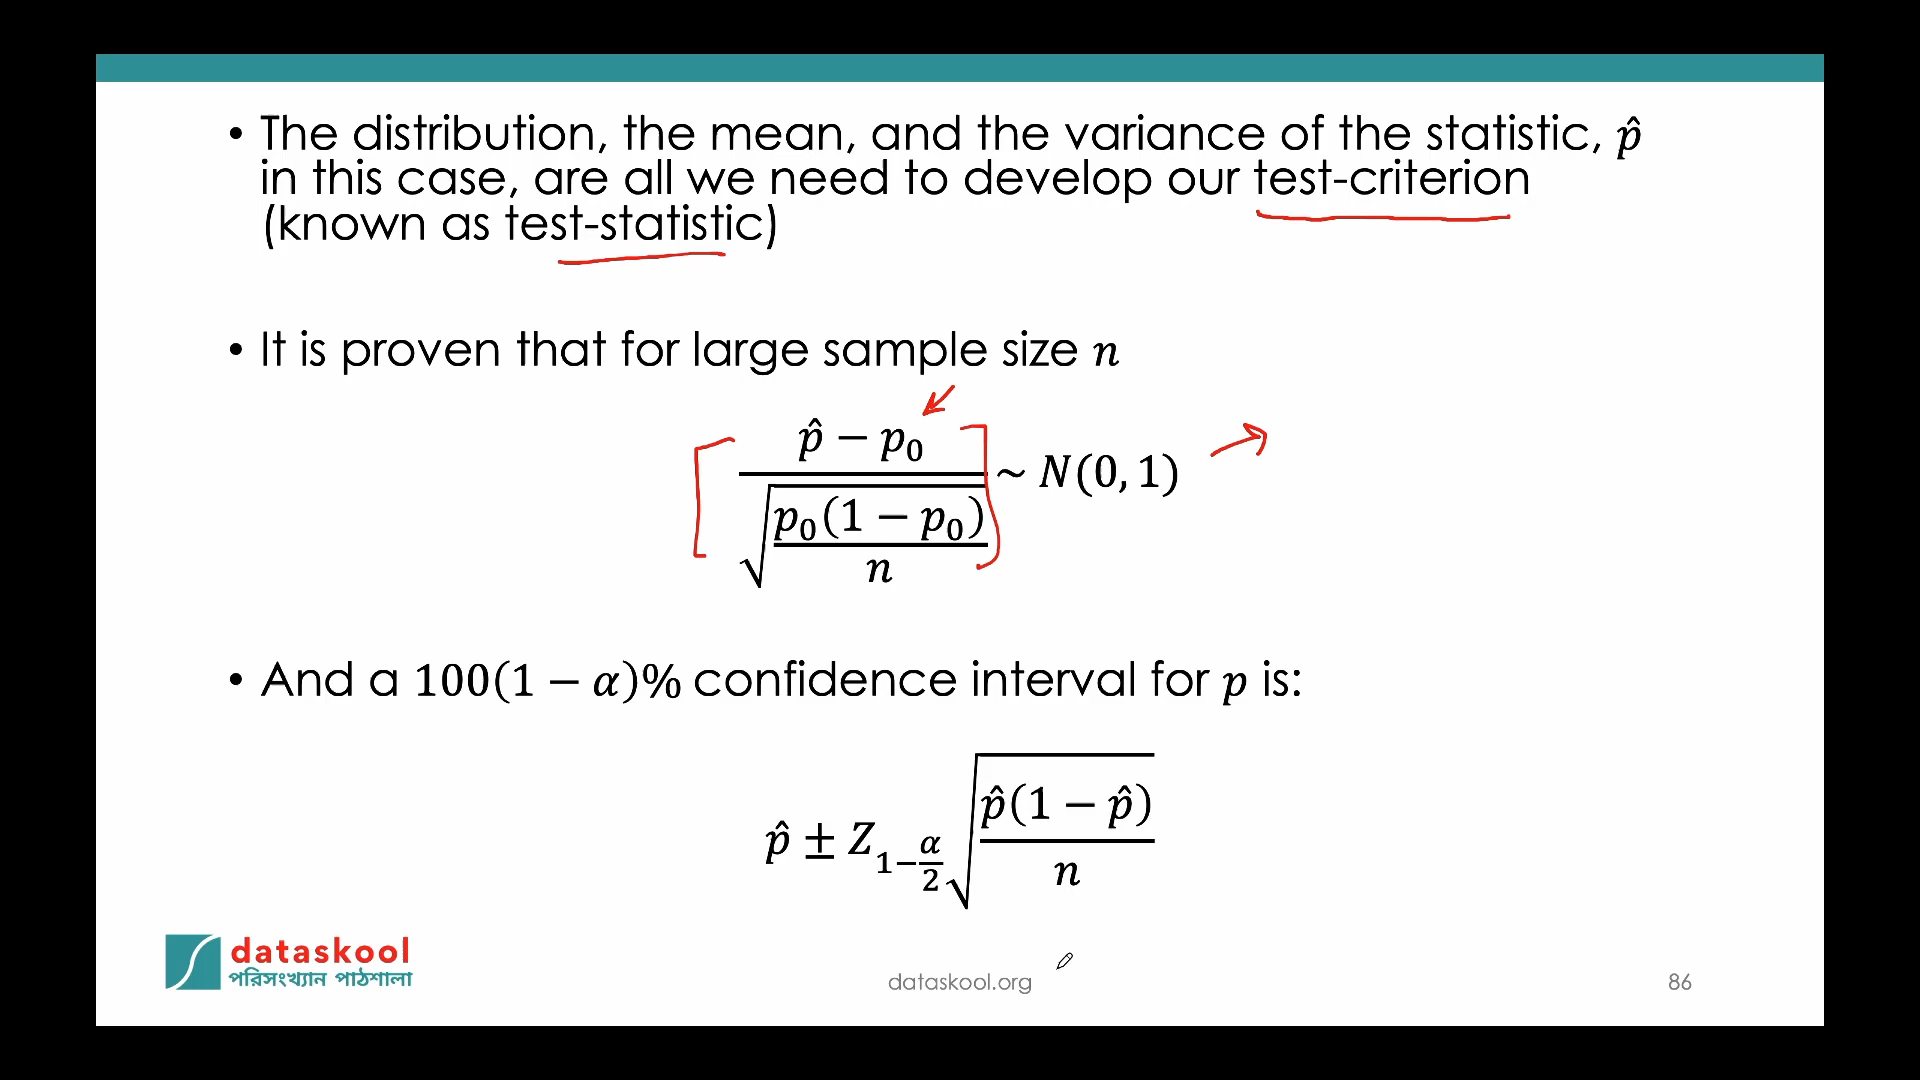 • The distribution, the mean, and the variance of the statistic, p̂
in this case, are all we need to develop our test-criterion
(known as test-statistic)
• It is proven that for large sample size n
p̂ − p₀
√(p₀(1 − p₀)/n) ~ N(0, 1)
• And a 100(1 − α)% confidence interval for p is:
p̂ ± Z_{1−α/2} √(p̂(1 − p̂)/n)
dataskool
পরিসংখ্যান পাঠশালা
dataskool.org
86